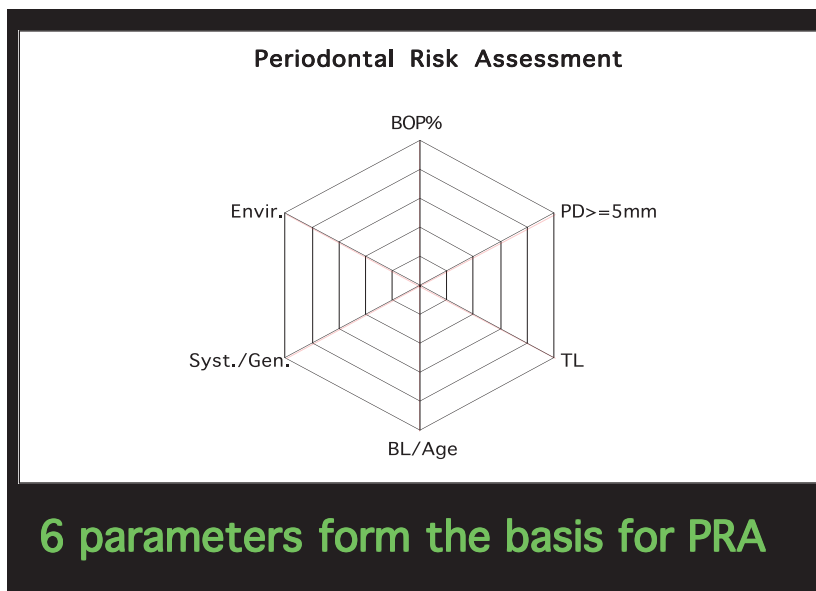 Periodontal Risk Assessment
BOP%
Envir.
PD>=5mm
Syst./Gen.
TL
BL/Age
6 parameters form the basis for PRA